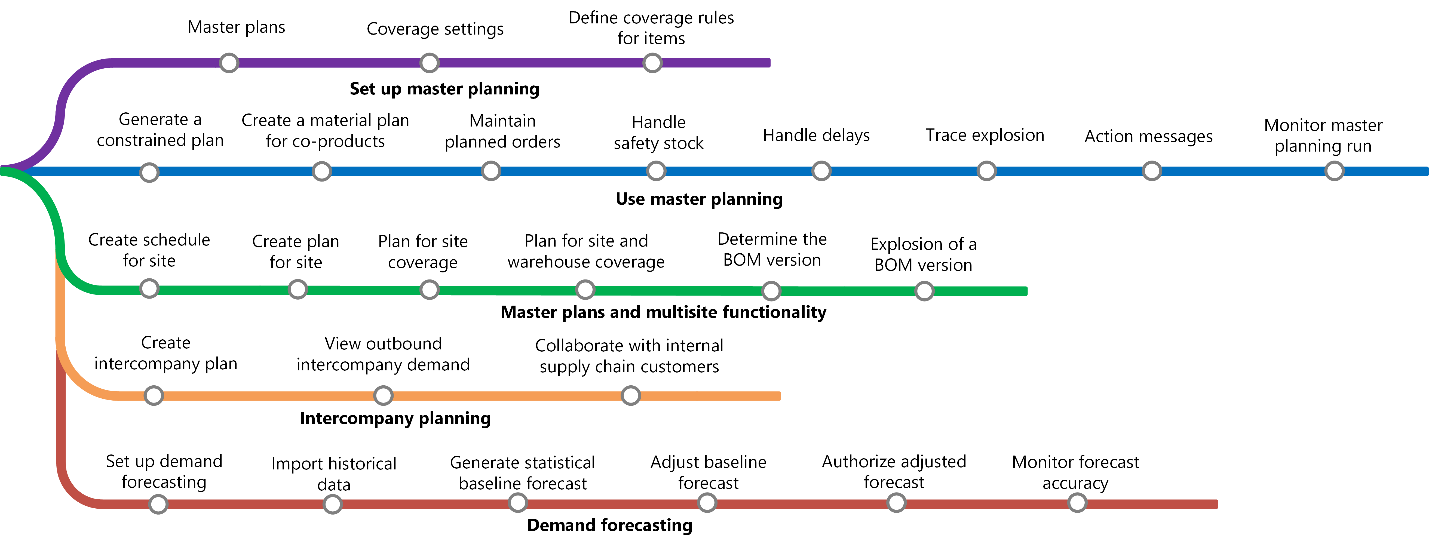 Master plans
Coverage settings
Define coverage rules
for items
Set up master planning
Generate a
constrained plan
Create a material plan
for co-products
Maintain
planned orders
Handle
safety stock
Handle delays
Trace explosion
Action messages
Monitor master
planning run
Use master planning
Create schedule
for site
Create plan
for site
Plan for site
coverage
Plan for site and
warehouse coverage
Determine the
BOM version
Explosion of a
BOM version
Master plans and multisite functionality
Create
intercompany plan
View outbound
intercompany demand
Collaborate with internal
supply chain customers
Intercompany planning
Set up demand
forecasting
Import historical
data
Generate statistical
baseline forecast
Adjust baseline
forecast
Authorize adjusted
forecast
Monitor forecast
accuracy
Demand forecasting